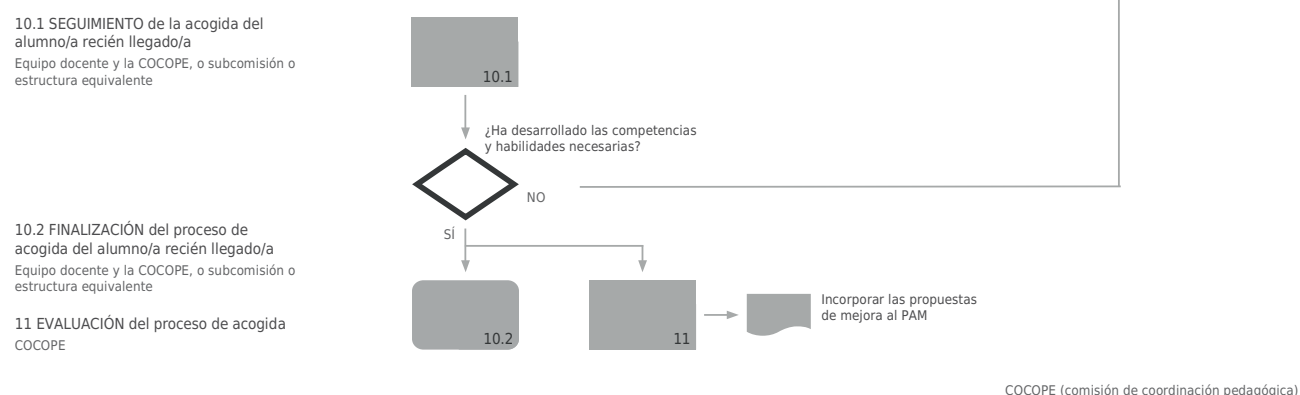 10.1 SEGUIMIENTO de la acogida del
alumno/a recién llegado/a
Equipo docente y la COCOPE, o subcomisión o
estructura equivalente
10.1
¿Ha desarrollado las competencias
y habilidades necesarias?
NO
SÍ
10.2 FINALIZACIÓN del proceso de
acogida del alumno/a recién llegado/a
Equipo docente y la COCOPE, o subcomisión o
estructura equivalente
11 EVALUACIÓN del proceso de acogida
COCOPE
10.2
11
Incorporar las propuestas
de mejora al PAM
COCOPE (comisión de coordinación pedagógica)